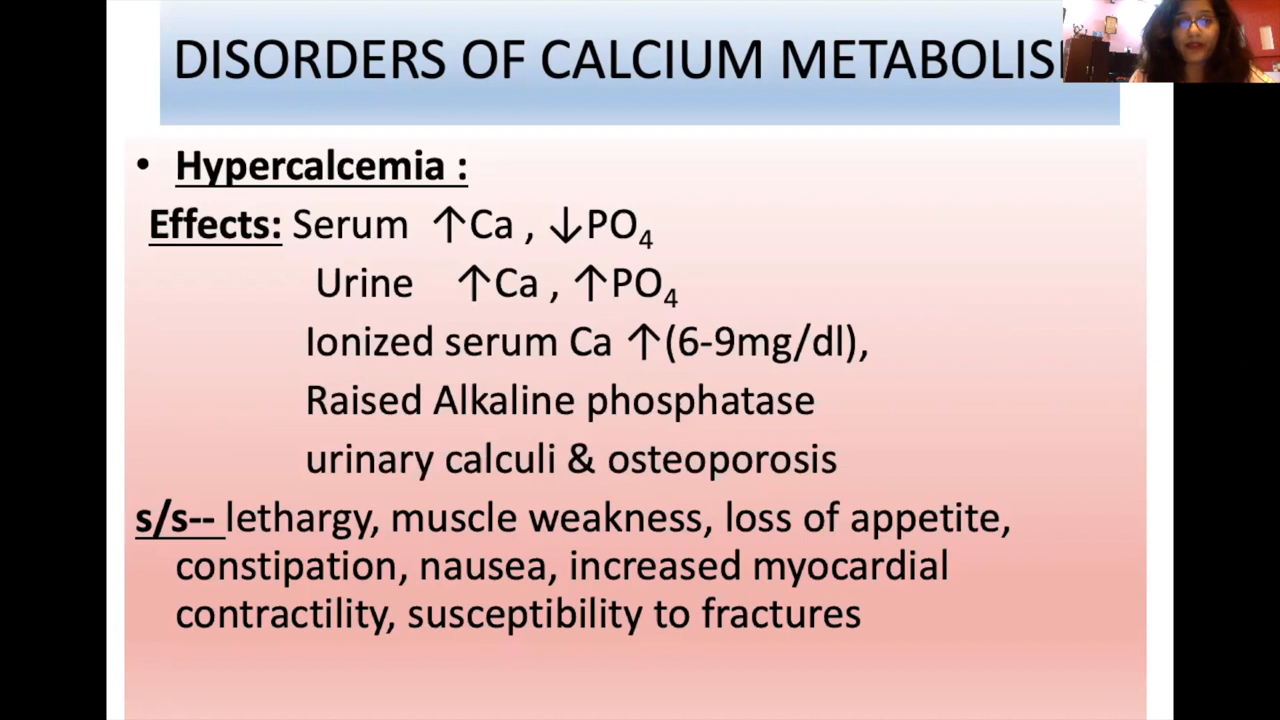 DISORDERS OF CALCIUM METABOLIS
• Hypercalcemia :
Effects: Serum ↑Ca , ↓PO₄
Urine ↑Ca , ↑PO₄
Ionized serum Ca ↑(6-9mg/dl),
Raised Alkaline phosphatase
urinary calculi & osteoporosis
s/s-- lethargy, muscle weakness, loss of appetite,
constipation, nausea, increased myocardial
contractility, susceptibility to fractures